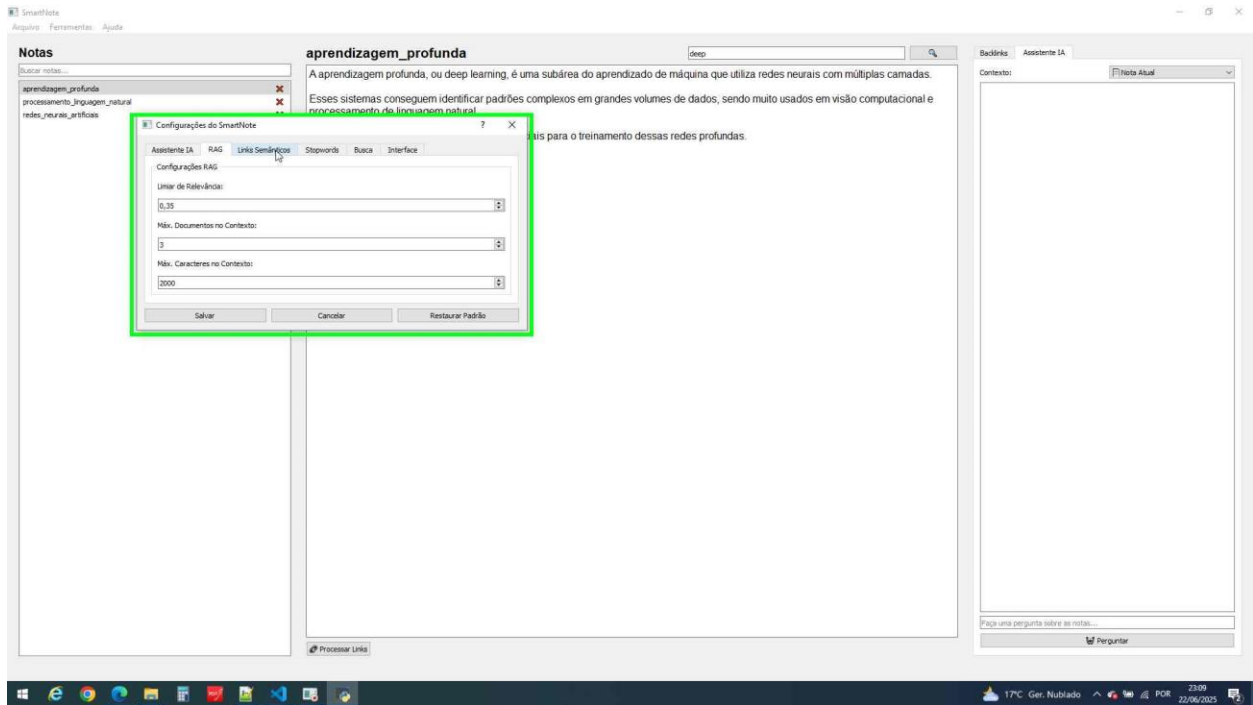 SmartNote
Arquivo Ferramentas Ajuda
Notas
Buscar notas...
aprendizagem_profunda
processamento_linguagem_natural
redes_neurais_artificiais
aprendizagem_profunda
deep
A aprendizagem profunda, ou deep learning, é uma subárea do aprendizado de máquina que utiliza redes neurais com múltiplas camadas.
Esses sistemas conseguem identificar padrões complexos em grandes volumes de dados, sendo muito usados em visão computacional e
processamento de linguagem natural
para o treinamento dessas redes profundas.
Configurações do SmartNote
Assistente IA RAG Links Semânticos Stopwords Busca Interface
Configurações RAG
Limiar de Relevância:
0,35
Máx. Documentos no Contexto:
3
Máx. Caracteres no Contexto:
2000
Salvar Cancelar Restaurar Padrão
Processar Links
Backlinks Assistente IA
Contexto: Nota Atual
Faça uma pergunta sobre as notas...
Perguntar
17°C Ger. Nublado POR 23:09
22/06/2025